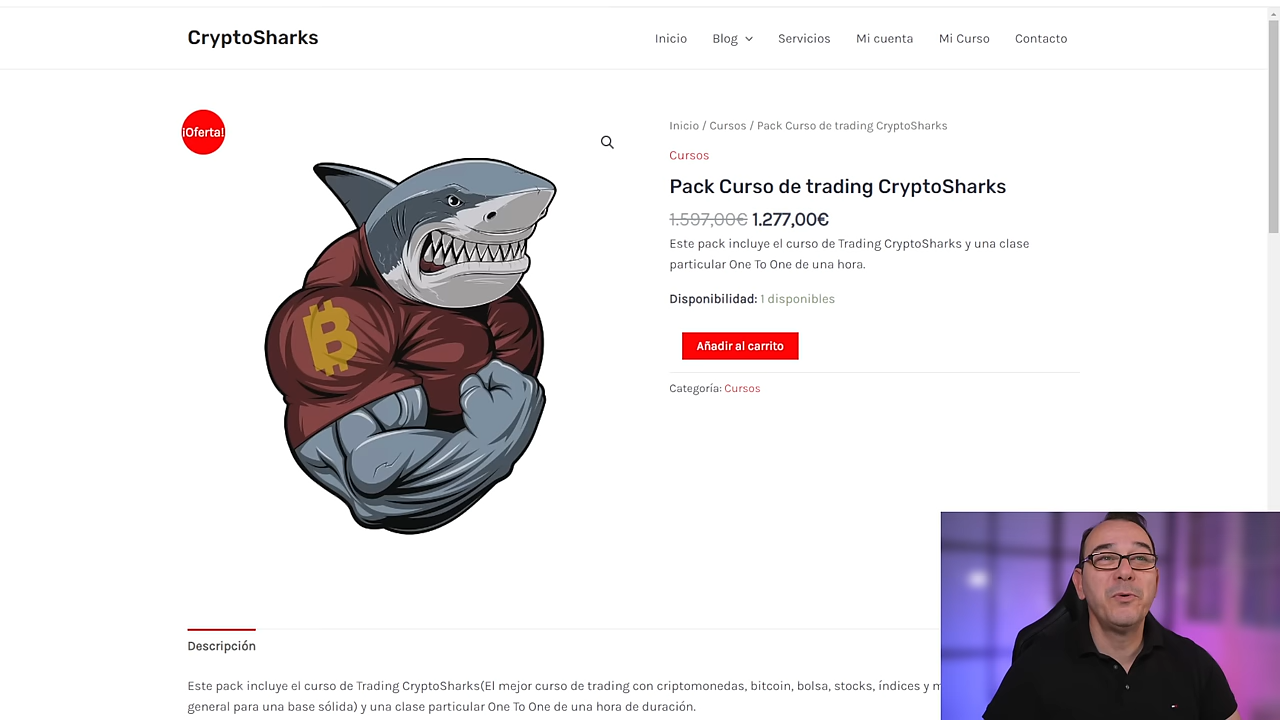 CryptoSharks
Inicio Blog Servicios Mi cuenta Mi Curso Contacto
¡Oferta!
Inicio / Cursos / Pack Curso de trading CryptoSharks
Cursos
Pack Curso de trading CryptoSharks
1.597,00€ 1.277,00€
Este pack incluye el curso de Trading CryptoSharks y una clase
particular One To One de una hora.
Disponibilidad: 1 disponibles
Añadir al carrito
Categoría: Cursos
Descripción
Este pack incluye el curso de Trading CryptoSharks(El mejor curso de trading con criptomonedas, bitcoin, bolsa, stocks, índices y
general para una base sólida) y una clase particular One To One de una hora de duración.